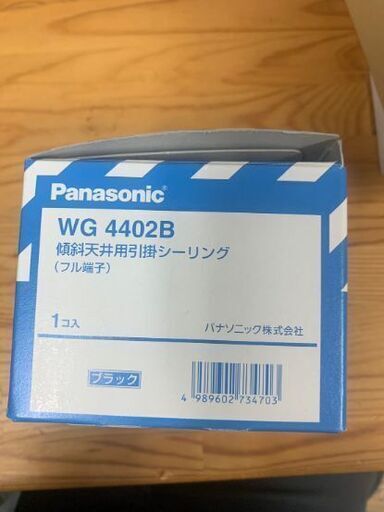 Panasonic®
WG 4402B
傾斜天井用引掛シーリング
(フル端子)
1コ入
パナソニック株式会社
ブラック
4 989602 734703